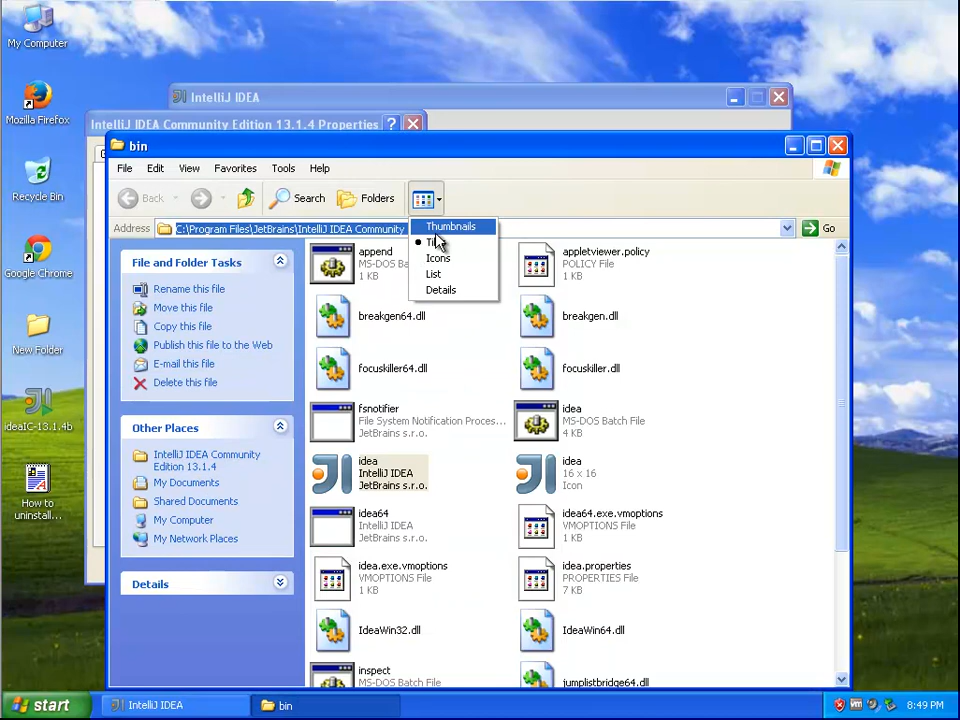 My Computer
Mozilla Firefox
Recycle Bin
Google Chrome
New Folder
ideaIC-13.1.4b
How to
uninstall...
IntelliJ IDEA
IntelliJ IDEA Community Edition 13.1.4 Properties
bin
File Edit View Favorites Tools Help
Back Search Folders
Address C:\Program Files\JetBrains\IntelliJ IDEA Community Go
Thumbnails
Icons
List
Details
File and Folder Tasks
Rename this file
Move this file
Copy this file
Publish this file to the Web
E-mail this file
Delete this file
Other Places
IntelliJ IDEA Community
Edition 13.1.4
My Documents
Shared Documents
My Computer
My Network Places
Details
append
MS-DOS Ba
1 KB
appletviewer.policy
POLICY File
1 KB
breakgen64.dll
breakgen.dll
focuskiller64.dll
focuskiller.dll
fsnotifier
File System Notification Proces...
JetBrains s.r.o.
idea
MS-DOS Batch File
4 KB
idea
IntelliJ IDEA
JetBrains s.r.o.
idea
16 x 16
Icon
idea64
IntelliJ IDEA
JetBrains s.r.o.
idea64.exe.vmoptions
VMOPTIONS File
1 KB
idea.exe.vmoptions
VMOPTIONS File
1 KB
idea.properties
PROPERTIES File
7 KB
IdeaWin32.dll
IdeaWin64.dll
inspect
MS-DOS Batch File
jumplistbridge64.dll
start
IntelliJ IDEA
bin
8:49 PM